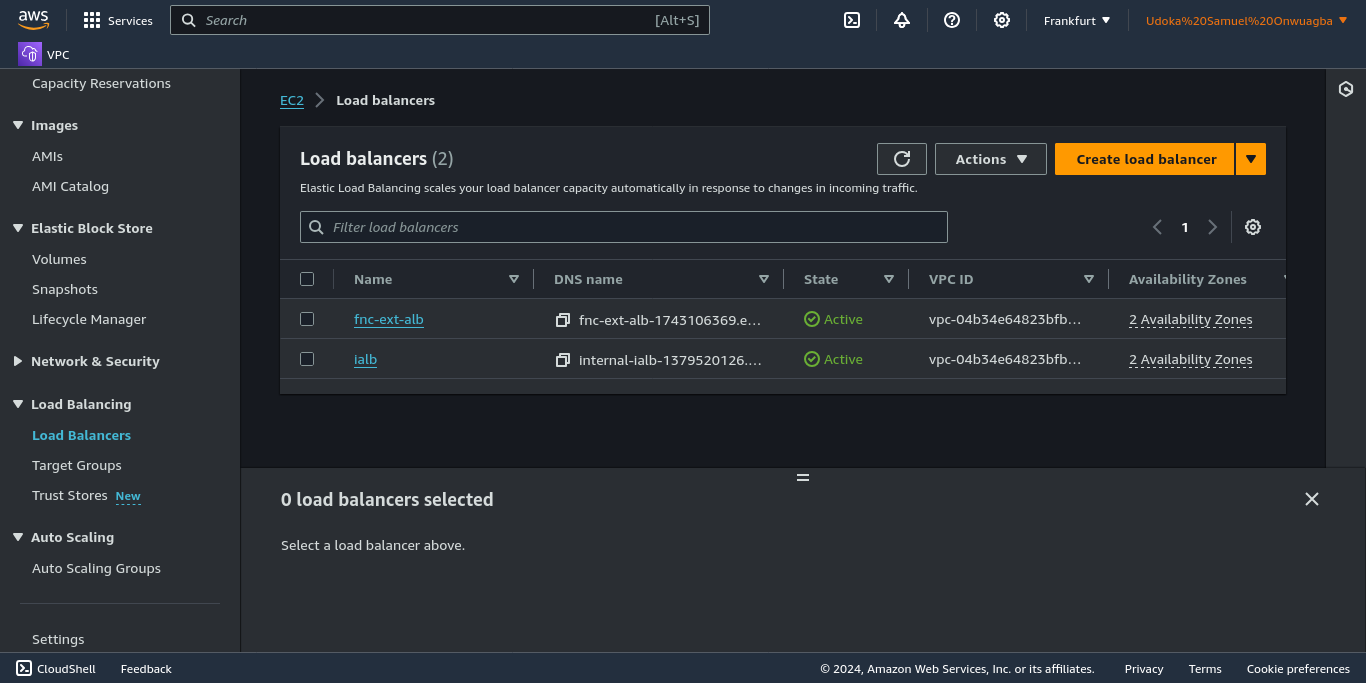 aws
Services
Search
[Alt+S]
Frankfurt
Udoka%20Samuel%20Onwuagba
VPC
Capacity Reservations
Images
AMIs
AMI Catalog
Elastic Block Store
Volumes
Snapshots
Lifecycle Manager
Network & Security
Load Balancing
Load Balancers
Target Groups
Trust Stores New
Auto Scaling
Auto Scaling Groups
Settings
EC2 Load balancers
Load balancers (2)
Actions
Create load balancer
Elastic Load Balancing scales your load balancer capacity automatically in response to changes in incoming traffic.
Filter load balancers
1
Name DNS name State VPC ID Availability Zones
fnc-ext-alb fnc-ext-alb-1743106369.e... Active vpc-04b34e64823bfb... 2 Availability Zones
ialb internal-ialb-1379520126.... Active vpc-04b34e64823bfb... 2 Availability Zones
0 load balancers selected
Select a load balancer above.
CloudShell Feedback © 2024, Amazon Web Services, Inc. or its affiliates. Privacy Terms Cookie preferences